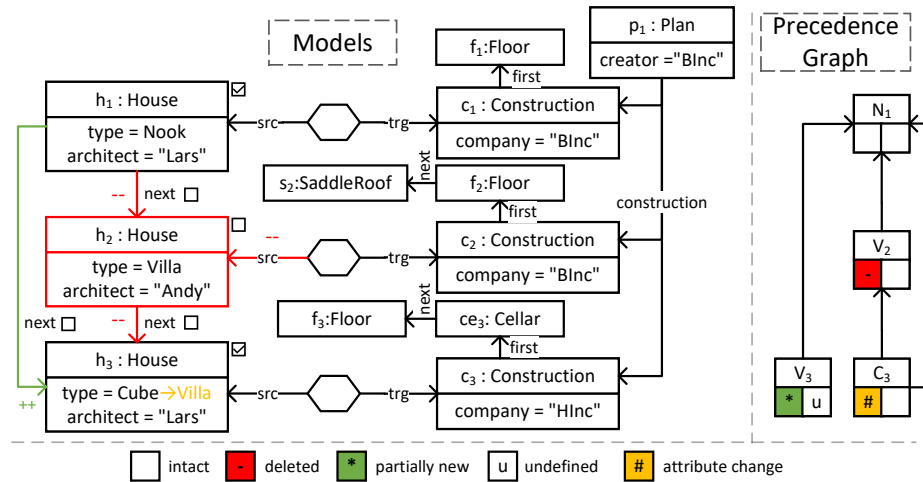 Models
Precedence
Graph
f1:Floor
p1 : Plan
creator ="BInc"
first
h1 : House
type = Nook
architect = "Lars"
src
trg
c1 : Construction
company = "BInc"
N1
next
s2:SaddleRoof
f2:Floor
construction
-- next
first
h2 : House
type = Villa
architect = "Andy"
--
src
trg
c2 : Construction
company = "BInc"
V2
-
next
next
-- next
f3:Floor
ce3: Cellar
first
h3 : House
type = Cube→Villa
architect = "Lars"
++
src
trg
c3 : Construction
company = "HInc"
V3
* u
C3
#
intact
- deleted
* partially new
u undefined
# attribute change